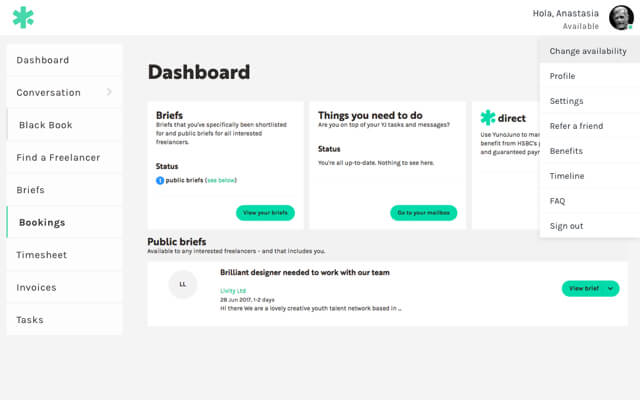 Hola, Anastasia
Available
Dashboard
Conversation
Black Book
Find a Freelancer
Briefs
Bookings
Timesheet
Invoices
Tasks
Dashboard
Briefs
Briefs that you've specifically been shortlisted
for and public briefs for all interested
freelancers.
Status
1 public briefs (see below)
View your briefs
Things you need to do
Are you on top of your YJ tasks and messages?
Status
You're all up-to-date. Nothing to see here.
Go to your mailbox
direct
Use YunoJuno to
benefit from HSBC's
and guaranteed
Change availability
Profile
Settings
Refer a friend
Benefits
Timeline
FAQ
Sign out
Public briefs
Available to any interested freelancers - and that includes you.
LL
Brilliant designer needed to work with our team
Livity Ltd
28 Jun 2017, 1-2 days
Hi there We are a lovely creative youth talent network based in ...
View brief